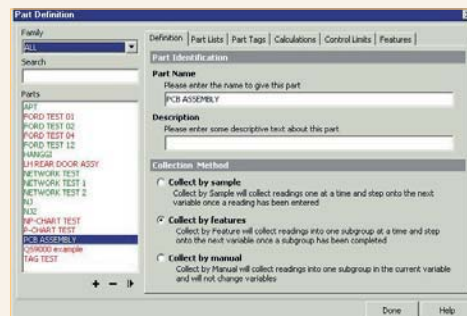 Part Definition
Family
ALL
Search
Parts
APT
FORD TEST 01
FORD TEST 02
FORD TEST 04
FORD TEST 12
HANGGI
LH REAR DOOR ASSY
NETWORK TEST
NETWORK TEST 1
NETWORK TEST 2
NJ
NJ2
NP-CHART TEST
P-CHART TEST
PCB ASSEMBLY
QS9000 example
TAG TEST
Definition Part Lists Part Tags Calculations Control Limits Features
Part Identification
Part Name
Please enter the name to give this part
PCB ASSEMBLY
Description
Please enter some descriptive text about this part
Collection Method
Collect by sample
Collect by Sample will collect readings one at a time and step onto the next
variable once a reading has been entered
Collect by features
Collect by Feature will collect readings into one subgroup at a time and step
onto the next variable once a subgroup has been completed
Collect by manual
Collect by Manual will collect readings into one subgroup in the current variable
and will not change variables
Done Help